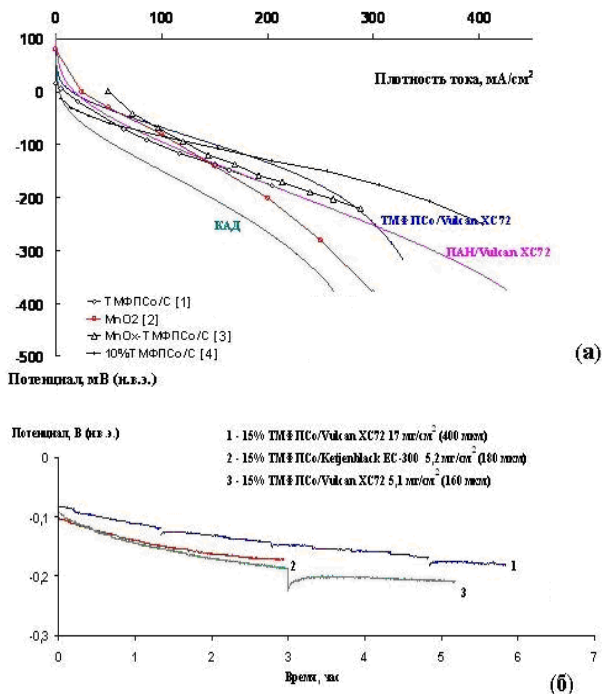 0 100 200 300 400
100
0
-100
-200
-300
-400
-500
Плотность тока, мА/см²
КАД
ТМФПСо/Vulcan XC72
ПАН/Vulcan XC72
ТМФПСо/С [1]
MnO2 [2]
MnOx-ТМФПСо/С [3]
10%ТМФПСо/С [4]
(а)
Потенциал, мВ (н.в.э.)
Потенциал, В (н.в.э.)
1 - 15% ТМФПСо/Vulcan XC72 17 мг/см² (400 мкм)
2 - 15% ТМФПСо/Ketjenblack EC-300 5,2 мг/см² (180 мкм)
3 - 15% ТМФПСо/Vulcan XC72 5,1 мг/см² (160 мкм)
0
-0,1
-0,2
-0,3
1
2
3
0 1 2 3 4 5 6 7
Время, час
(б)